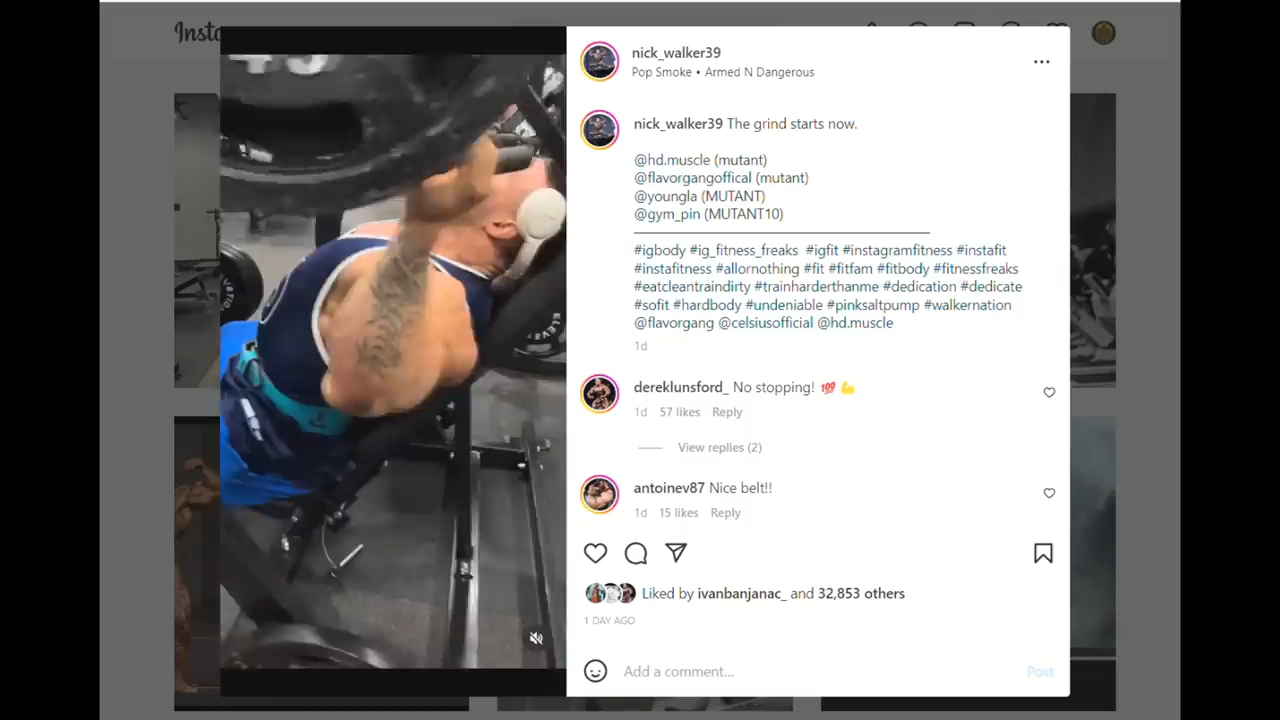 Insta
45
nick_walker39
Pop Smoke • Armed N Dangerous
nick_walker39 The grind starts now.
@hd.muscle (mutant)
@flavorgangoffical (mutant)
@youngla (MUTANT)
@gym_pin (MUTANT10)
#igbody #ig_fitness_freaks #igfit #instagramfitness #instafit
#instafitness #allornothing #fit #fitfam #fitbody #fitnessfreaks
#eatcleantraindirty #trainharderthanme #dedication #dedicate
#sofit #hardbody #undeniable #pinksaltpump #walkernation
@flavorgang @celsiusofficial @hd.muscle
1d
dereklunsford_ No stopping! 💯 💪
1d 57 likes Reply
View replies (2)
antoinev87 Nice belt!!
1d 15 likes Reply
Liked by ivanbanjanac_ and 32,853 others
1 DAY AGO
Add a comment...
Post